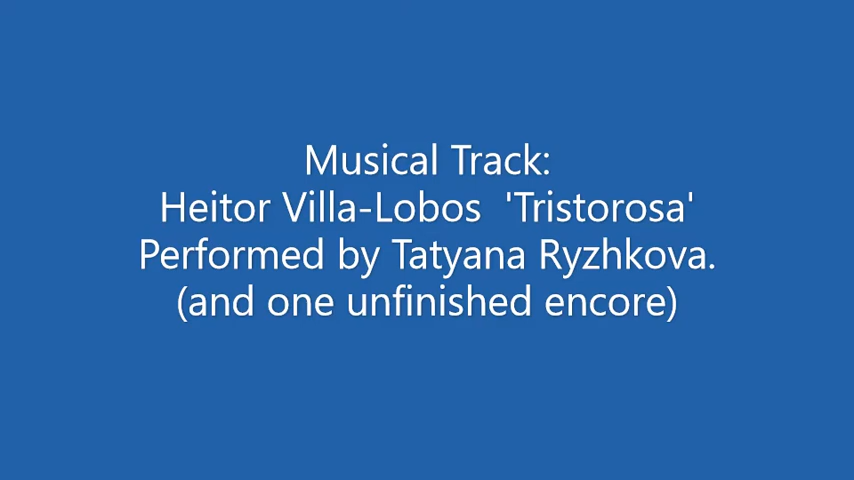 Musical Track:
Heitor Villa-Lobos  'Tristorosa'
Performed by Tatyana Ryzhkova.
(and one unfinished encore)